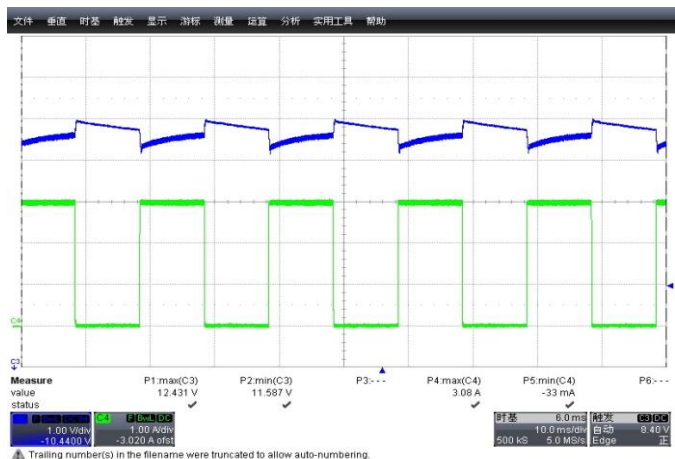 文件 垂直 时基 触发 显示 游标 测量 运算 分析 实用工具 帮助
C4
C3
Measure P1:max(C3) P2:min(C3) P3:--- P4:max(C4) P5:min(C4) P6:---
value 12.431 V 11.587 V 3.08 A -33 mA
status
C4 F BwL DC 时基 6.0 ms 触发 C3 DC
1.00 V/div 1.00 A/div 10.0 ms/div 自动 8.40 V
-10.4400 V -3.020 A ofst 500 kS 5.0 MS/s Edge 正
Trailing number(s) in the filename were truncated to allow auto-numbering.